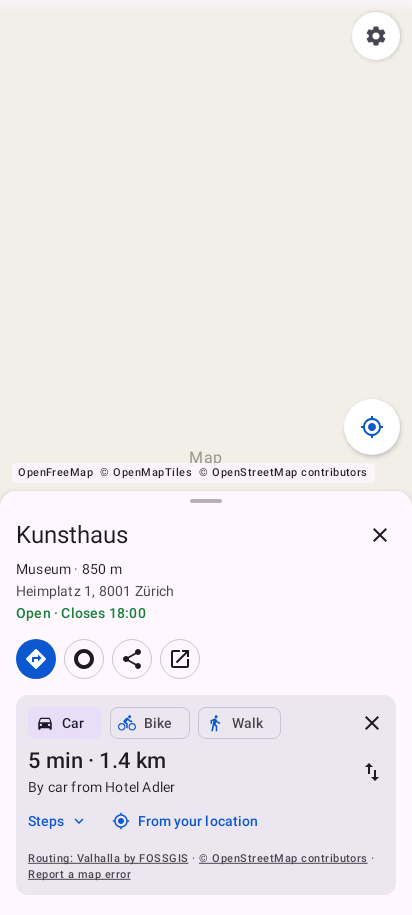 Map
OpenFreeMap © OpenMapTiles © OpenStreetMap contributors
Kunsthaus
Museum · 850 m
Heimplatz 1, 8001 Zürich
Open · Closes 18:00
Car Bike Walk
5 min · 1.4 km
By car from Hotel Adler
Steps From your location
Routing: Valhalla by FOSSGIS · © OpenStreetMap contributors ·
Report a map error